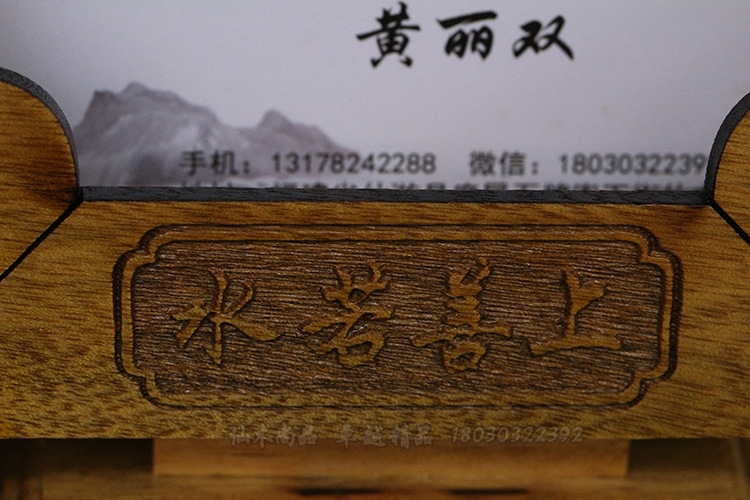 黄丽双
手机：13178242288 微信：1803032239
水若善上
仙木尚品 卓越精品 18030322392